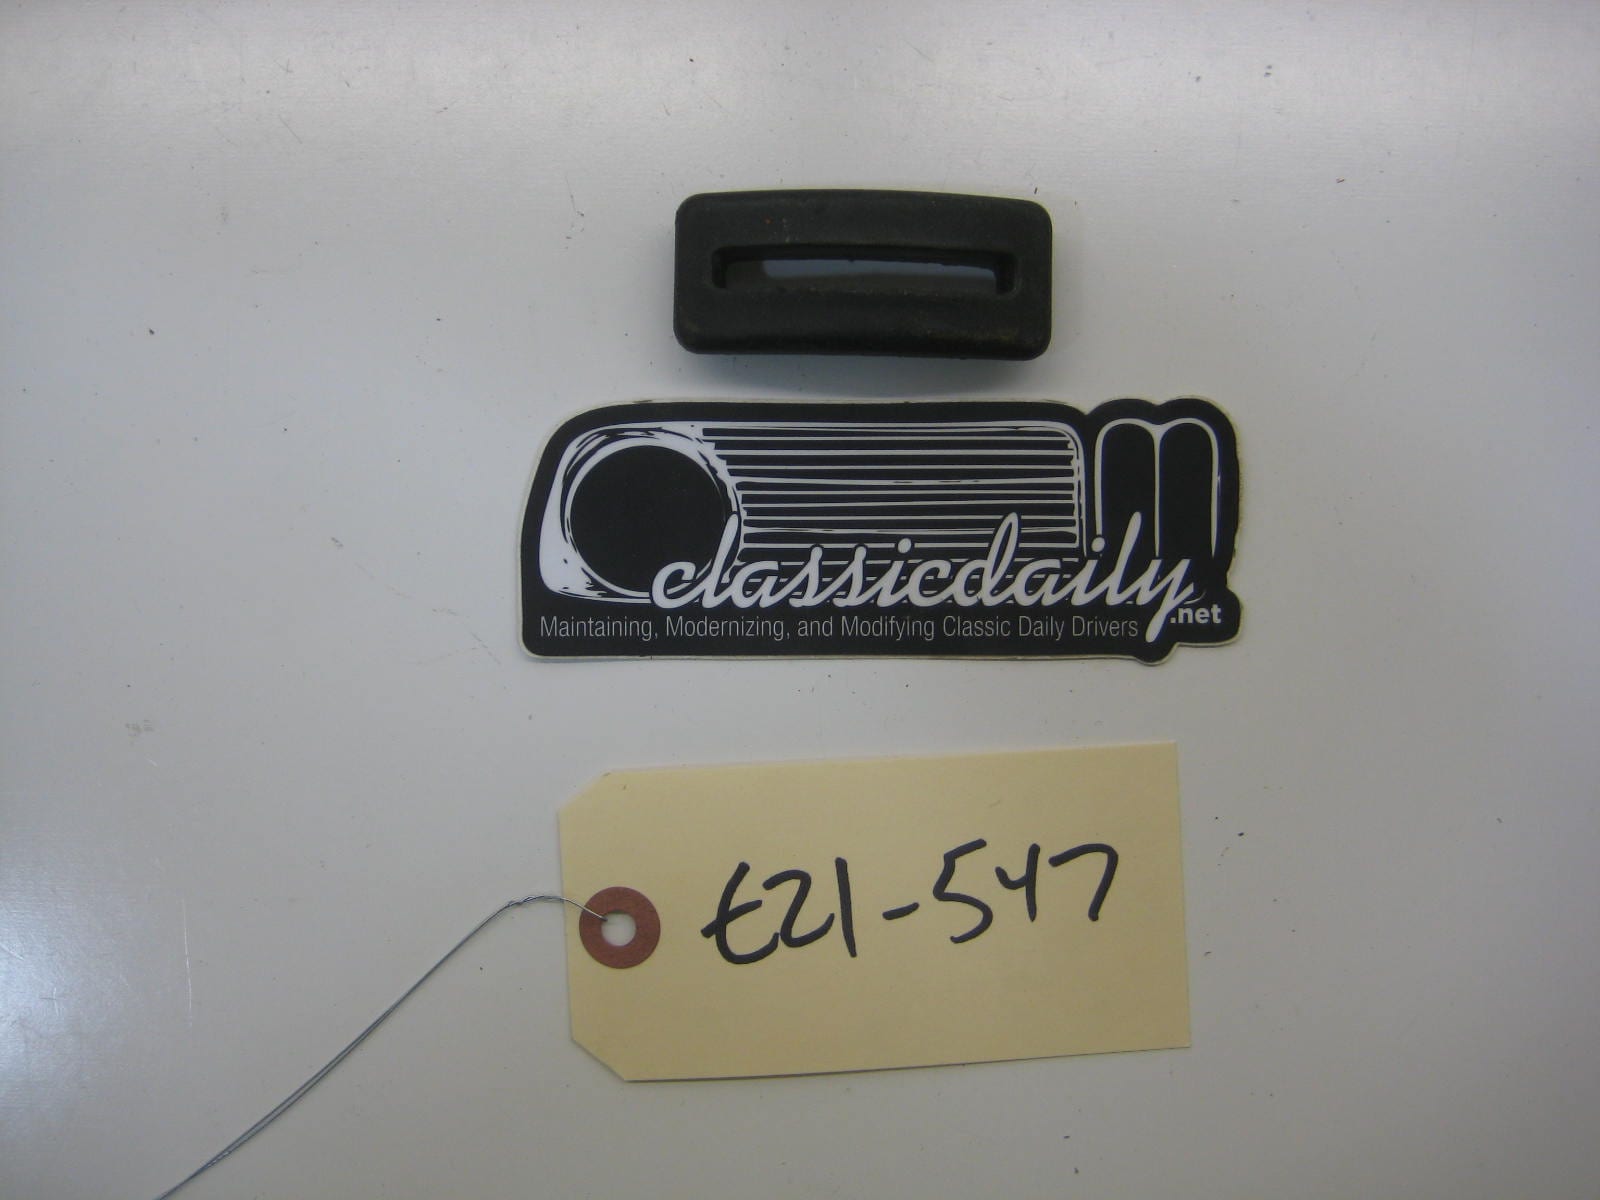 classicdaily
.net
Maintaining, Modernizing, and Modifying Classic Daily Drivers
E21-547